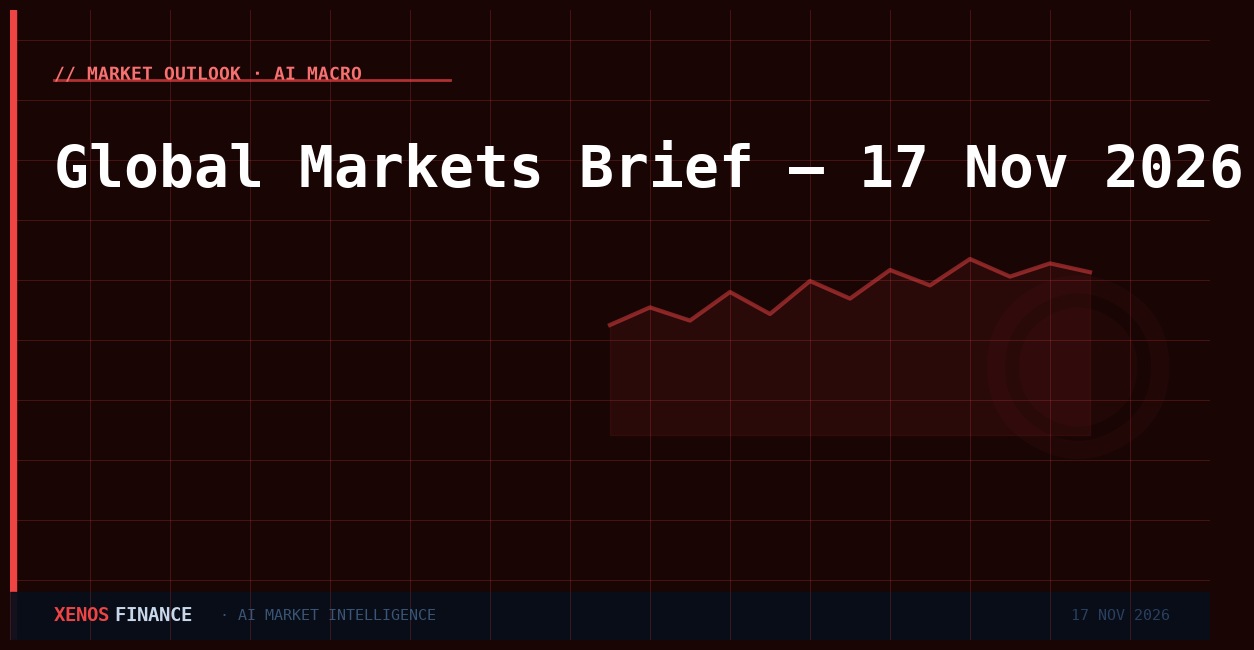 // MARKET OUTLOOK · AI MACRO
Global Markets Brief — 17 Nov 2026
XENOS FINANCE · AI MARKET INTELLIGENCE
17 NOV 2026